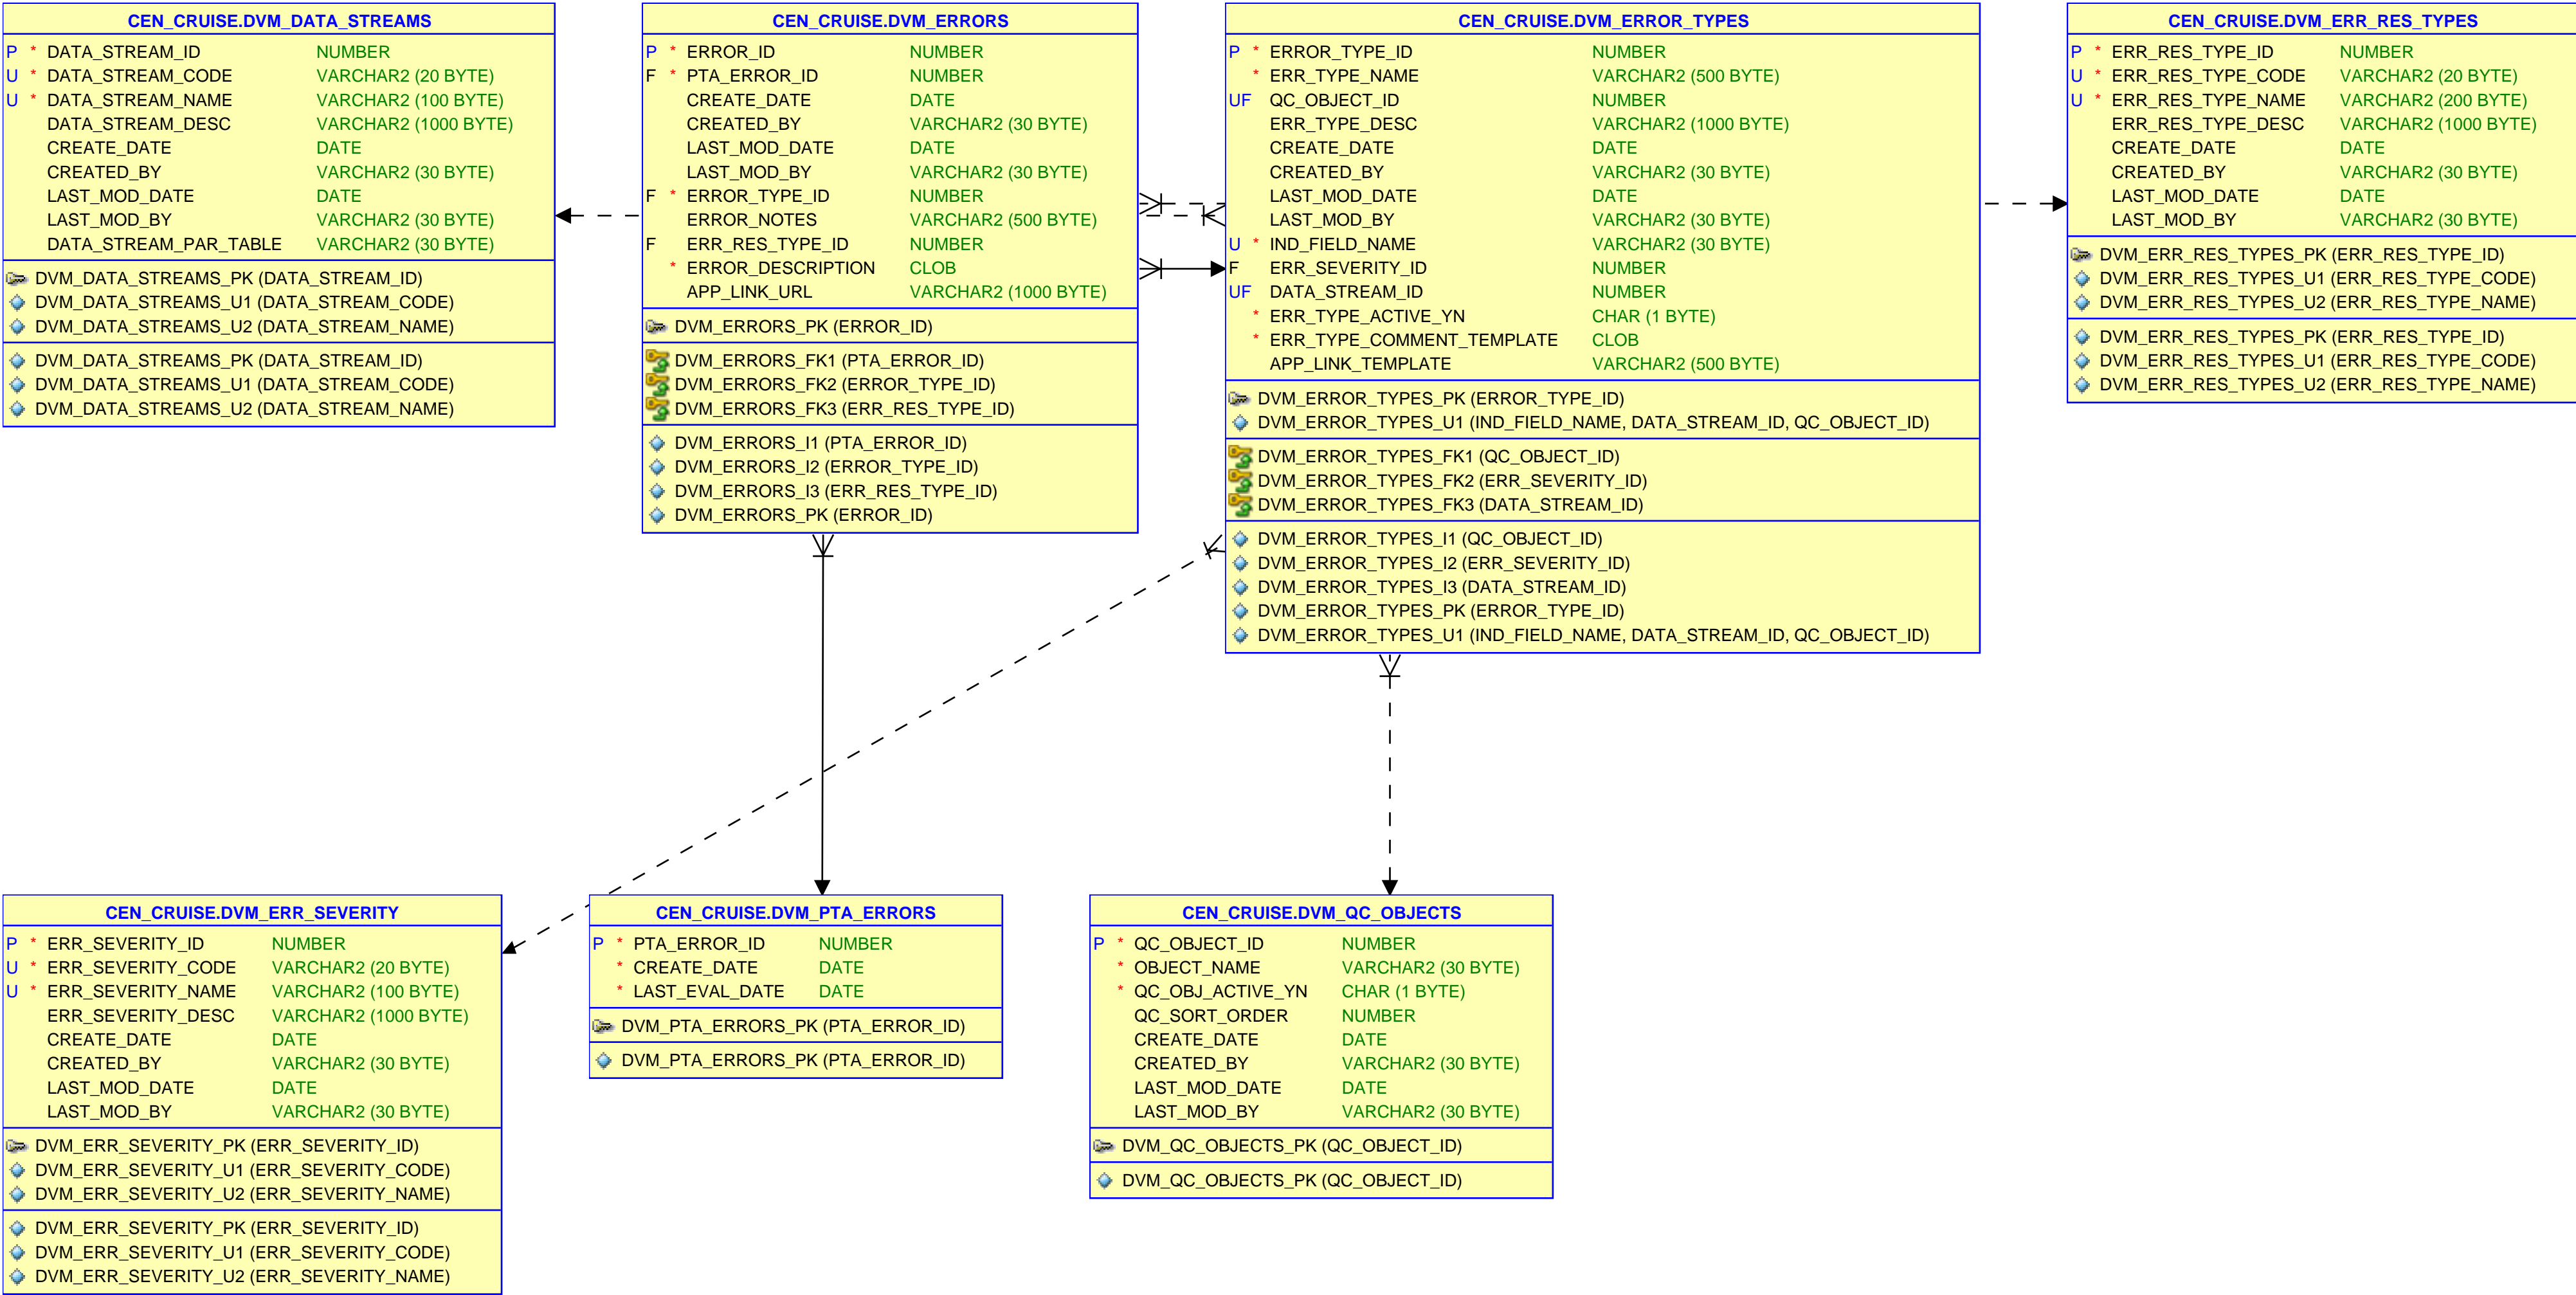 CEN_CRUISE.DVM_DATA_STREAMS
P * DATA_STREAM_ID NUMBER
U * DATA_STREAM_CODE VARCHAR2 (20 BYTE)
U * DATA_STREAM_NAME VARCHAR2 (100 BYTE)
DATA_STREAM_DESC VARCHAR2 (1000 BYTE)
CREATE_DATE DATE
CREATED_BY VARCHAR2 (30 BYTE)
LAST_MOD_DATE DATE
LAST_MOD_BY VARCHAR2 (30 BYTE)
DATA_STREAM_PAR_TABLE VARCHAR2 (30 BYTE)
DVM_DATA_STREAMS_PK (DATA_STREAM_ID)
DVM_DATA_STREAMS_U1 (DATA_STREAM_CODE)
DVM_DATA_STREAMS_U2 (DATA_STREAM_NAME)
DVM_DATA_STREAMS_PK (DATA_STREAM_ID)
DVM_DATA_STREAMS_U1 (DATA_STREAM_CODE)
DVM_DATA_STREAMS_U2 (DATA_STREAM_NAME)
CEN_CRUISE.DVM_ERRORS
P * ERROR_ID NUMBER
F * PTA_ERROR_ID NUMBER
CREATE_DATE DATE
CREATED_BY VARCHAR2 (30 BYTE)
LAST_MOD_DATE DATE
LAST_MOD_BY VARCHAR2 (30 BYTE)
F * ERROR_TYPE_ID NUMBER
ERROR_NOTES VARCHAR2 (500 BYTE)
F ERR_RES_TYPE_ID NUMBER
* ERROR_DESCRIPTION CLOB
APP_LINK_URL VARCHAR2 (1000 BYTE)
DVM_ERRORS_PK (ERROR_ID)
DVM_ERRORS_FK1 (PTA_ERROR_ID)
DVM_ERRORS_FK2 (ERROR_TYPE_ID)
DVM_ERRORS_FK3 (ERR_RES_TYPE_ID)
DVM_ERRORS_I1 (PTA_ERROR_ID)
DVM_ERRORS_I2 (ERROR_TYPE_ID)
DVM_ERRORS_I3 (ERR_RES_TYPE_ID)
DVM_ERRORS_PK (ERROR_ID)
CEN_CRUISE.DVM_ERROR_TYPES
P * ERROR_TYPE_ID NUMBER
* ERR_TYPE_NAME VARCHAR2 (500 BYTE)
UF QC_OBJECT_ID NUMBER
ERR_TYPE_DESC VARCHAR2 (1000 BYTE)
CREATE_DATE DATE
CREATED_BY VARCHAR2 (30 BYTE)
LAST_MOD_DATE DATE
LAST_MOD_BY VARCHAR2 (30 BYTE)
U * IND_FIELD_NAME VARCHAR2 (30 BYTE)
F ERR_SEVERITY_ID NUMBER
UF DATA_STREAM_ID NUMBER
* ERR_TYPE_ACTIVE_YN CHAR (1 BYTE)
* ERR_TYPE_COMMENT_TEMPLATE CLOB
APP_LINK_TEMPLATE VARCHAR2 (500 BYTE)
DVM_ERROR_TYPES_PK (ERROR_TYPE_ID)
DVM_ERROR_TYPES_U1 (IND_FIELD_NAME, DATA_STREAM_ID, QC_OBJECT_ID)
DVM_ERROR_TYPES_FK1 (QC_OBJECT_ID)
DVM_ERROR_TYPES_FK2 (ERR_SEVERITY_ID)
DVM_ERROR_TYPES_FK3 (DATA_STREAM_ID)
DVM_ERROR_TYPES_I1 (QC_OBJECT_ID)
DVM_ERROR_TYPES_I2 (ERR_SEVERITY_ID)
DVM_ERROR_TYPES_I3 (DATA_STREAM_ID)
DVM_ERROR_TYPES_PK (ERROR_TYPE_ID)
DVM_ERROR_TYPES_U1 (IND_FIELD_NAME, DATA_STREAM_ID, QC_OBJECT_ID)
CEN_CRUISE.DVM_ERR_RES_TYPES
P * ERR_RES_TYPE_ID NUMBER
U * ERR_RES_TYPE_CODE VARCHAR2 (20 BYTE)
U * ERR_RES_TYPE_NAME VARCHAR2 (200 BYTE)
ERR_RES_TYPE_DESC VARCHAR2 (1000 BYTE)
CREATE_DATE DATE
CREATED_BY VARCHAR2 (30 BYTE)
LAST_MOD_DATE DATE
LAST_MOD_BY VARCHAR2 (30 BYTE)
DVM_ERR_RES_TYPES_PK (ERR_RES_TYPE_ID)
DVM_ERR_RES_TYPES_U1 (ERR_RES_TYPE_CODE)
DVM_ERR_RES_TYPES_U2 (ERR_RES_TYPE_NAME)
DVM_ERR_RES_TYPES_PK (ERR_RES_TYPE_ID)
DVM_ERR_RES_TYPES_U1 (ERR_RES_TYPE_CODE)
DVM_ERR_RES_TYPES_U2 (ERR_RES_TYPE_NAME)
CEN_CRUISE.DVM_ERR_SEVERITY
P * ERR_SEVERITY_ID NUMBER
U * ERR_SEVERITY_CODE VARCHAR2 (20 BYTE)
U * ERR_SEVERITY_NAME VARCHAR2 (100 BYTE)
ERR_SEVERITY_DESC VARCHAR2 (1000 BYTE)
CREATE_DATE DATE
CREATED_BY VARCHAR2 (30 BYTE)
LAST_MOD_DATE DATE
LAST_MOD_BY VARCHAR2 (30 BYTE)
DVM_ERR_SEVERITY_PK (ERR_SEVERITY_ID)
DVM_ERR_SEVERITY_U1 (ERR_SEVERITY_CODE)
DVM_ERR_SEVERITY_U2 (ERR_SEVERITY_NAME)
DVM_ERR_SEVERITY_PK (ERR_SEVERITY_ID)
DVM_ERR_SEVERITY_U1 (ERR_SEVERITY_CODE)
DVM_ERR_SEVERITY_U2 (ERR_SEVERITY_NAME)
CEN_CRUISE.DVM_PTA_ERRORS
P * PTA_ERROR_ID NUMBER
* CREATE_DATE DATE
* LAST_EVAL_DATE DATE
DVM_PTA_ERRORS_PK (PTA_ERROR_ID)
DVM_PTA_ERRORS_PK (PTA_ERROR_ID)
CEN_CRUISE.DVM_QC_OBJECTS
P * QC_OBJECT_ID NUMBER
* OBJECT_NAME VARCHAR2 (30 BYTE)
* QC_OBJ_ACTIVE_YN CHAR (1 BYTE)
QC_SORT_ORDER NUMBER
CREATE_DATE DATE
CREATED_BY VARCHAR2 (30 BYTE)
LAST_MOD_DATE DATE
LAST_MOD_BY VARCHAR2 (30 BYTE)
DVM_QC_OBJECTS_PK (QC_OBJECT_ID)
DVM_QC_OBJECTS_PK (QC_OBJECT_ID)